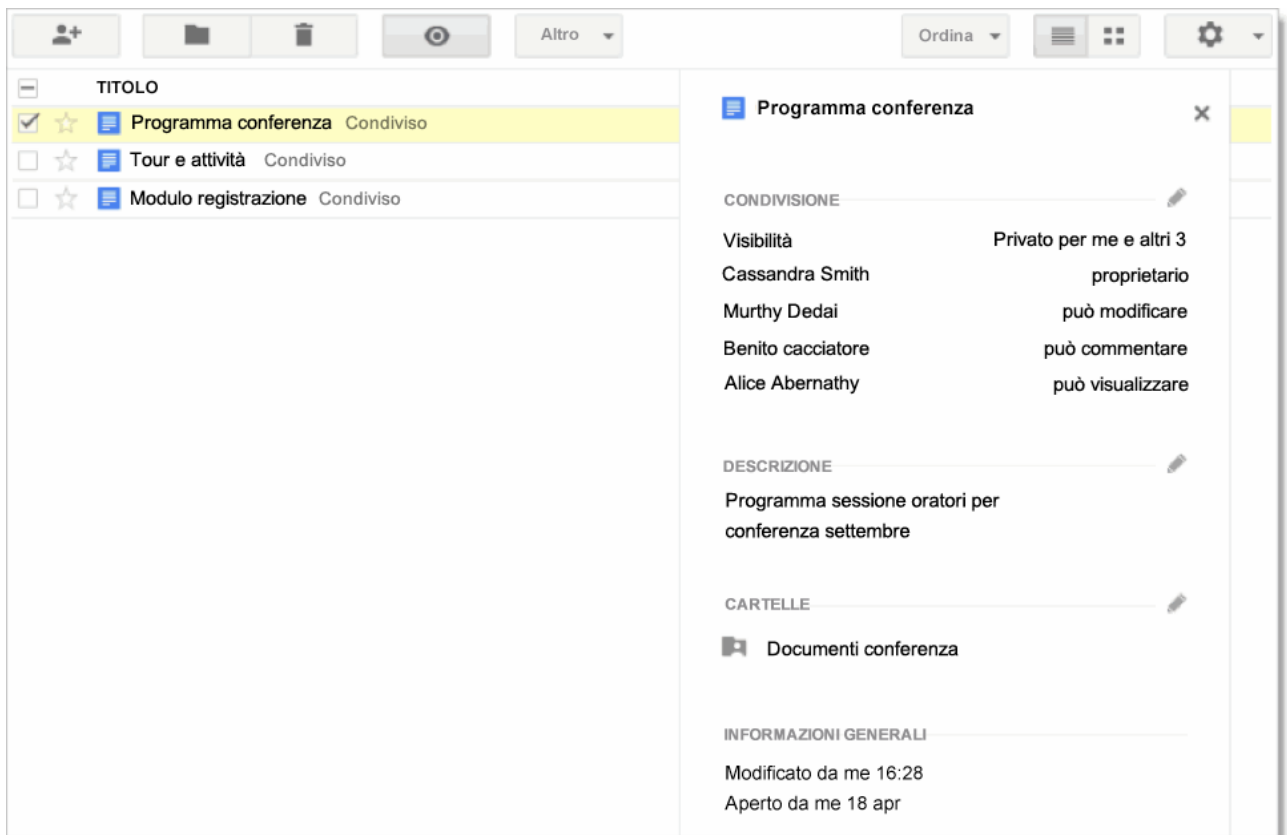 Altro
Ordina
TITOLO
Programma conferenza Condiviso
Tour e attività Condiviso
Modulo registrazione Condiviso
Programma conferenza
CONDIVISIONE
Visibilità Privato per me e altri 3
Cassandra Smith proprietario
Murthy Dedai può modificare
Benito cacciatore può commentare
Alice Abernathy può visualizzare
DESCRIZIONE
Programma sessione oratori per
conferenza settembre
CARTELLE
Documenti conferenza
INFORMAZIONI GENERALI
Modificato da me 16:28
Aperto da me 18 apr